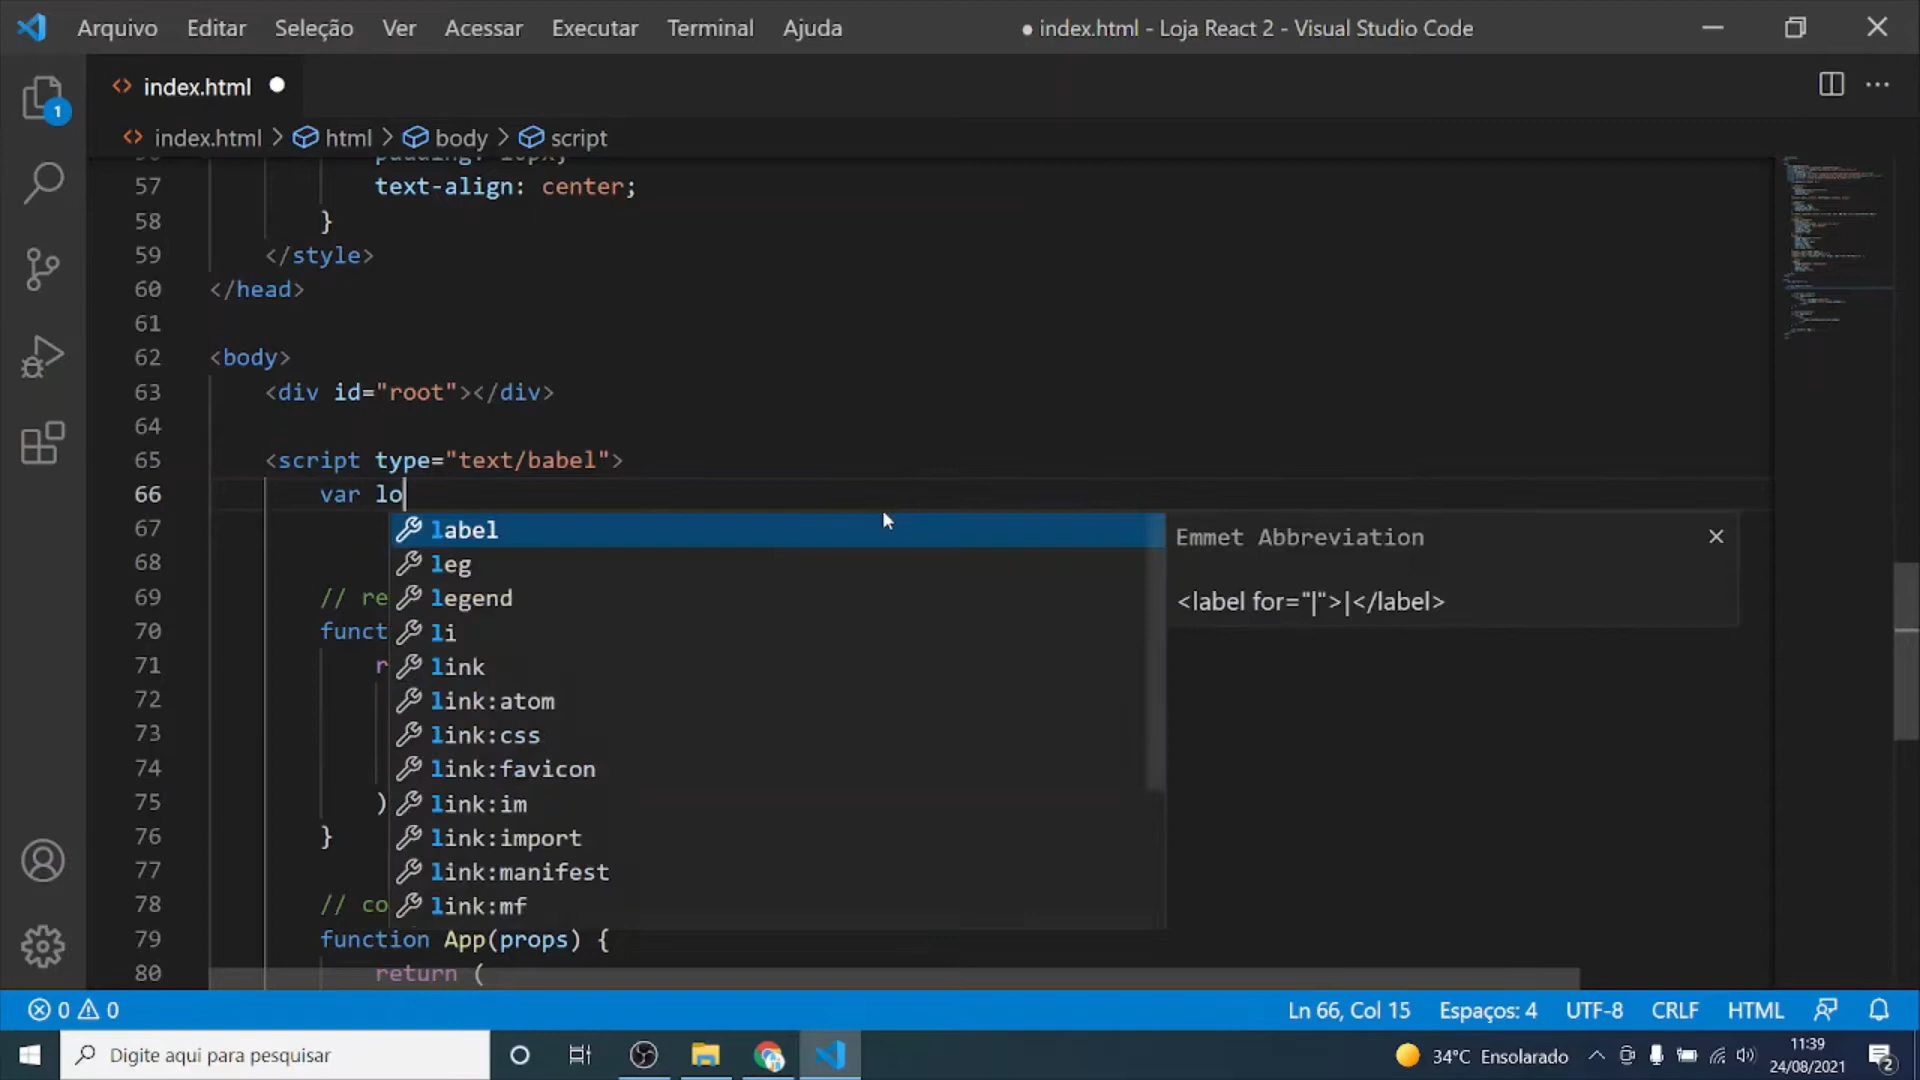 Arquivo Editar Seleção Ver Acessar Executar Terminal Ajuda ● index.html - Loja React 2 - Visual Studio Code
1
<> index.html ●
<> index.html > html > body > script
57 text-align: center;
58 }
59 </style>
60 </head>
61
62 <body>
63 <div id="root"></div>
64
65 <script type="text/babel">
66 var lo
67 label
leg
68
69 // re legend
70 funct li
71 r link
72 link:atom
73 link:css
74 link:favicon
75 ) link:im
76 } link:import
77 link:manifest
78 // co link:mf
79 function App(props) {
80 return (
Emmet Abbreviation
<label for="|">|</label>
0 0 Ln 66, Col 15 Espaços: 4 UTF-8 CRLF HTML
Digite aqui para pesquisar 34°C Ensolarado 11:39
24/08/2021 2